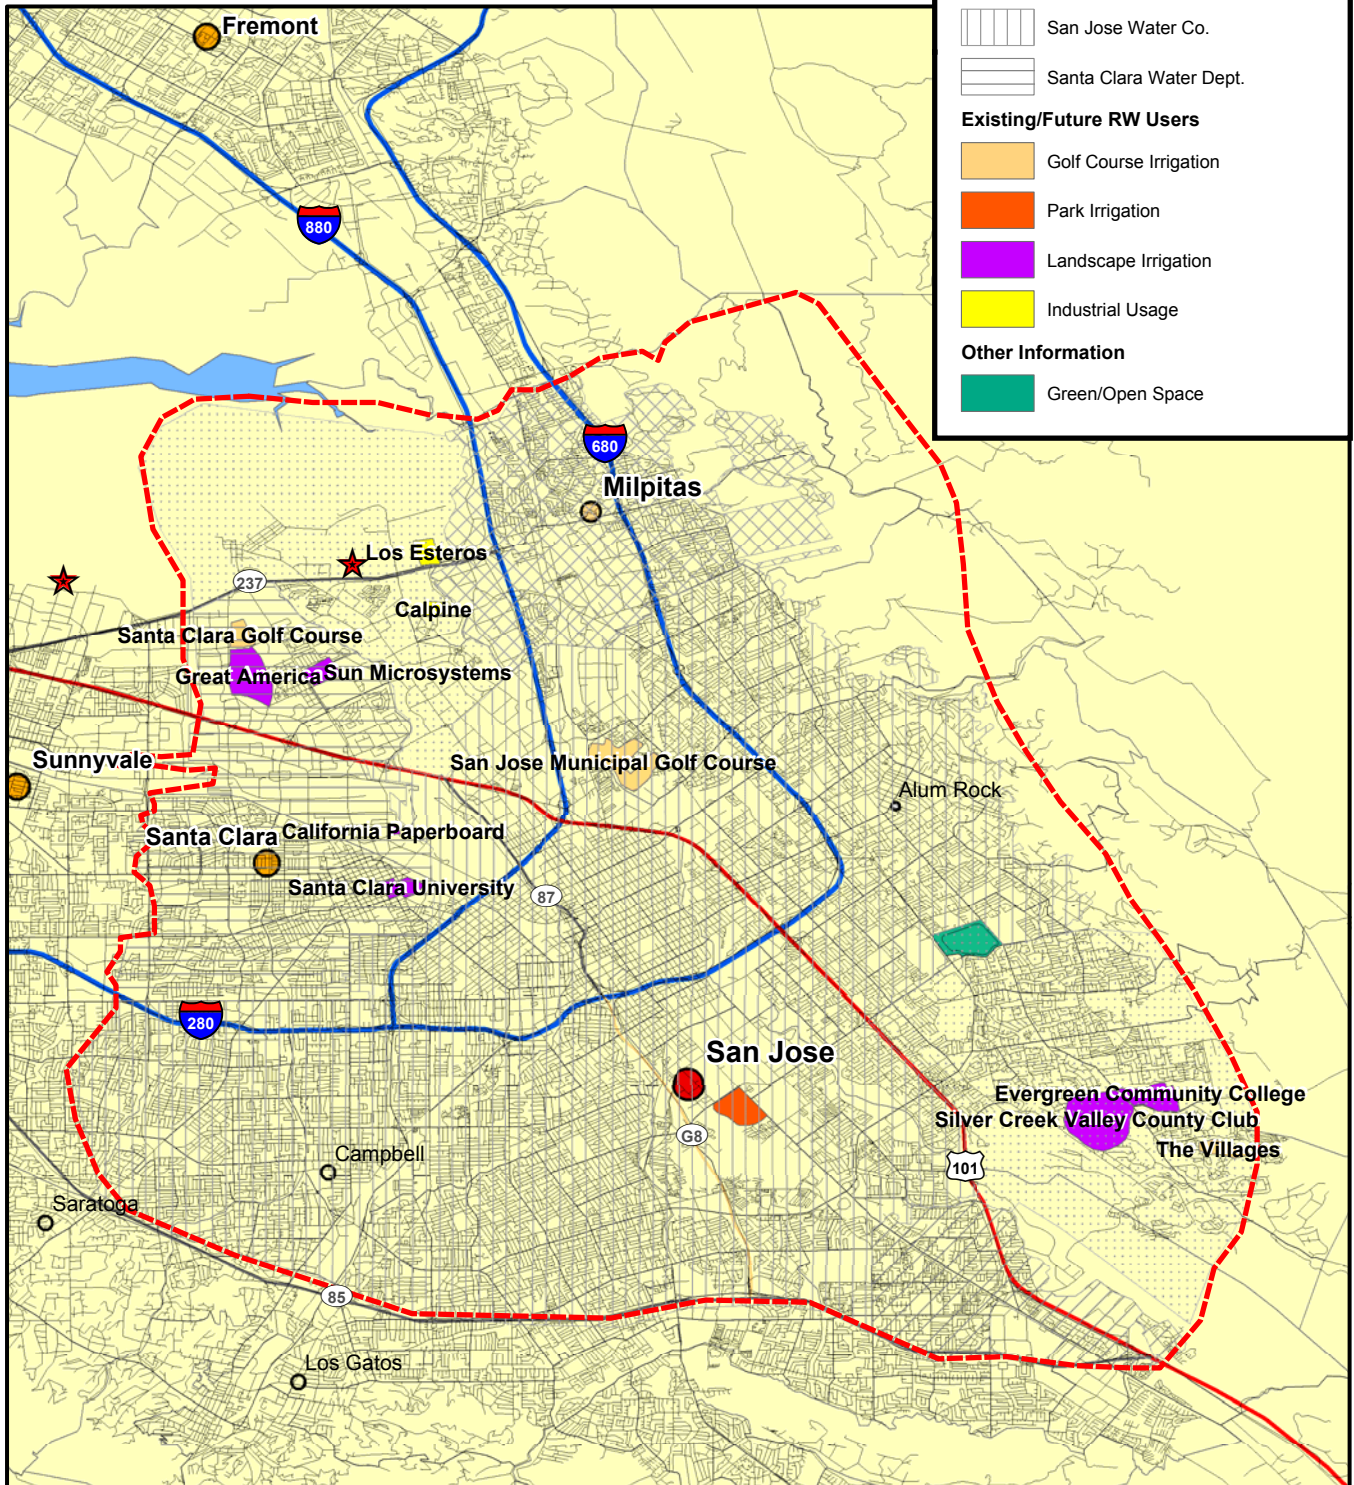 San Jose Water Co.
Santa Clara Water Dept.
Existing/Future RW Users
Golf Course Irrigation
Park Irrigation
Landscape Irrigation
Industrial Usage
Other Information
Green/Open Space
Fremont
880
680
Milpitas
Los Esteros
237
Calpine
Santa Clara Golf Course
Great America
Sun Microsystems
Sunnyvale
San Jose Municipal Golf Course
Alum Rock
Santa Clara
California Paperboard
Santa Clara University
87
280
San Jose
Evergreen Community College
Silver Creek Valley County Club
G8
The Villages
Campbell
101
Saratoga
85
Los Gatos